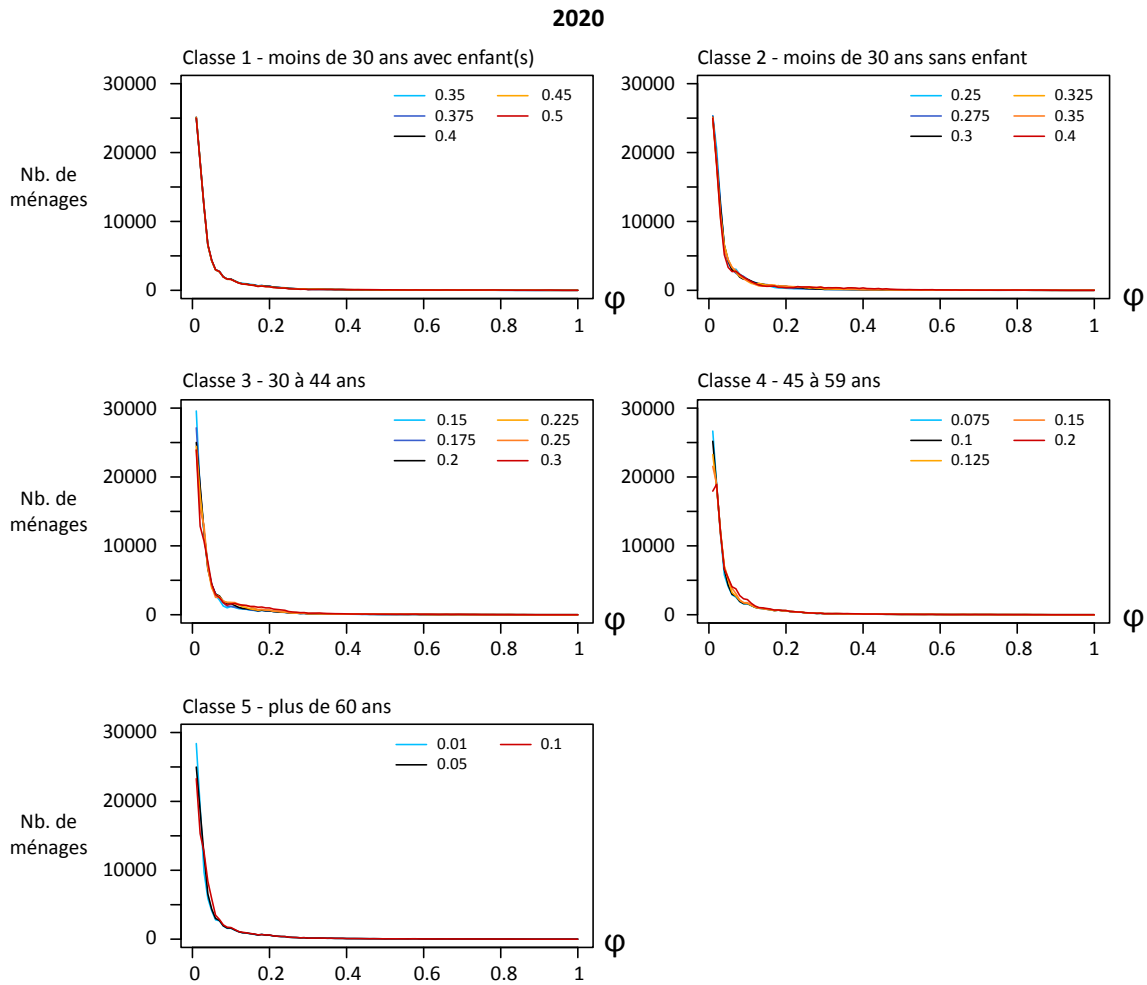 2020
Classe 1 - moins de 30 ans avec enfant(s)
30000
20000
10000
0
Nb. de
ménages
0.35 0.45
0.375 0.5
0.4
0 0.2 0.4 0.6 0.8 1
φ
Classe 2 - moins de 30 ans sans enfant
30000
20000
10000
0
0.25 0.325
0.275 0.35
0.3 0.4
0 0.2 0.4 0.6 0.8 1
φ
Classe 3 - 30 à 44 ans
30000
20000
10000
0
Nb. de
ménages
0.15 0.225
0.175 0.25
0.2 0.3
0 0.2 0.4 0.6 0.8 1
φ
Classe 4 - 45 à 59 ans
30000
20000
10000
0
0.075 0.15
0.1 0.2
0.125
0 0.2 0.4 0.6 0.8 1
φ
Classe 5 - plus de 60 ans
30000
20000
10000
0
Nb. de
ménages
0.01 0.1
0.05
0 0.2 0.4 0.6 0.8 1
φ